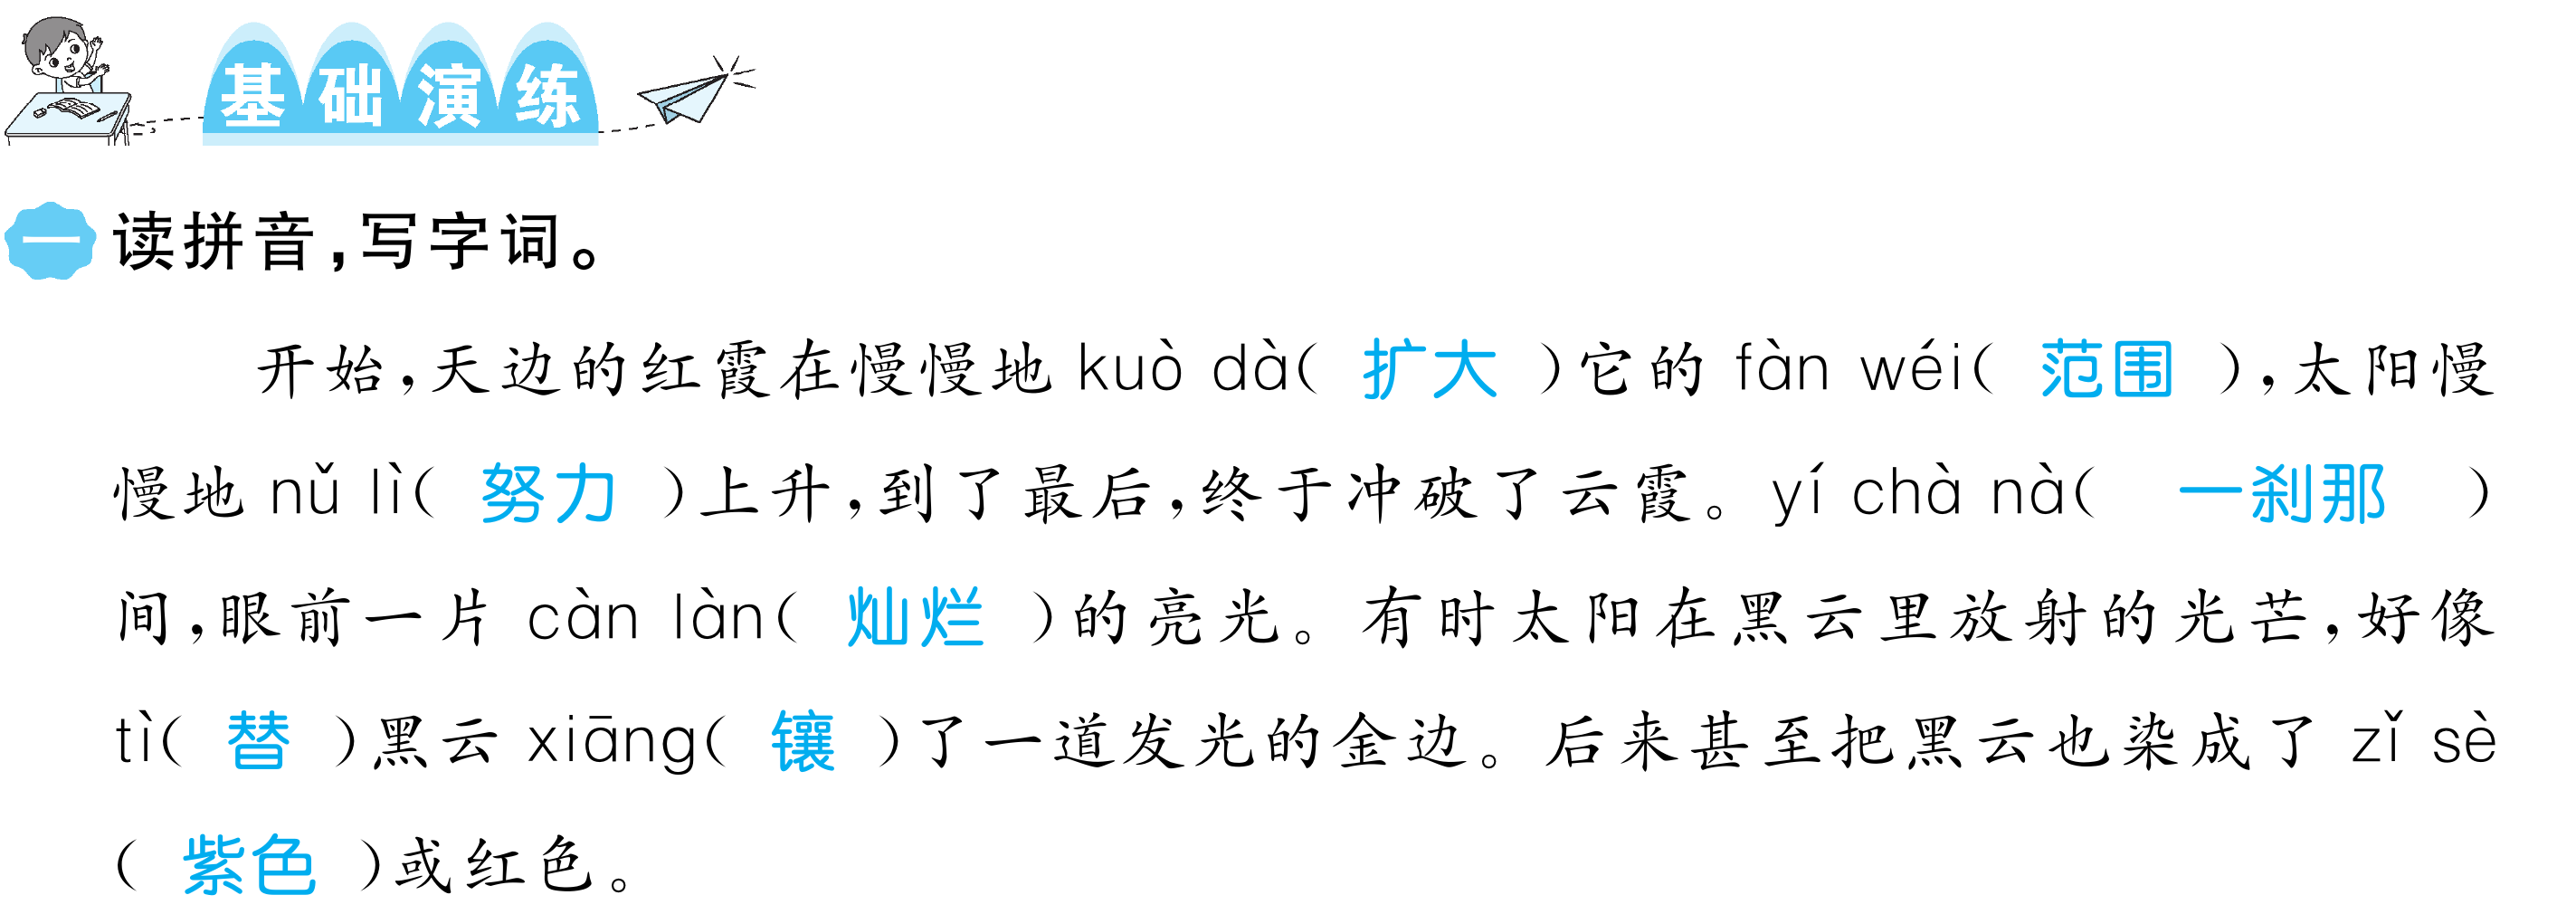 基础演练
一 读拼音,写字词。
开始,天边的红霞在慢慢地 kuò dà( 扩大 )它的 fàn wéi( 范围 ),太阳慢
慢地 nǔ lì( 努力 )上升,到了最后,终于冲破了云霞。yí chà nà( 一刹那 )
间,眼前一片 càn làn( 灿烂 )的亮光。有时太阳在黑云里放射的光芒,好像
tì( 替 )黑云 xiāng( 镶 )了一道发光的金边。后来甚至把黑云也染成了 zǐ sè
( 紫色 )或红色。